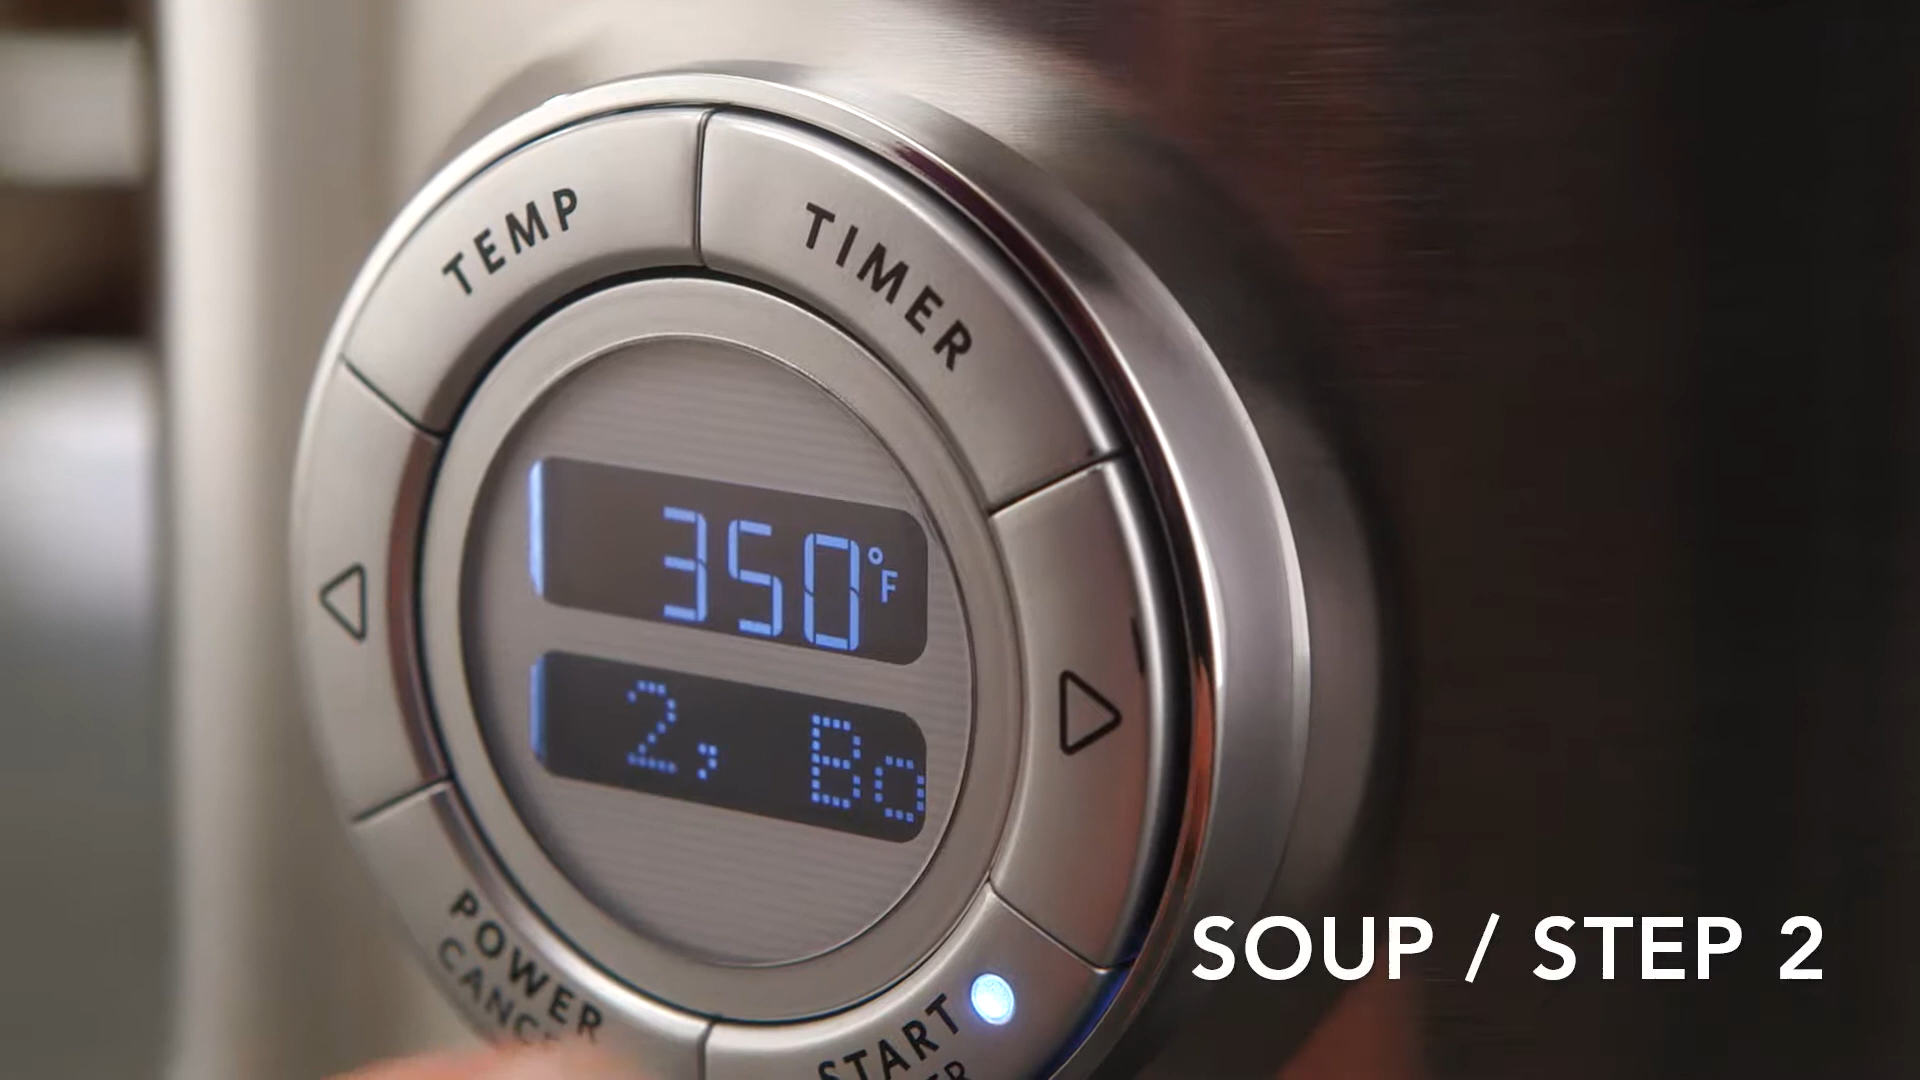 TEMP
TIMER
350°F
2, Bo
POWER
START
SOUP / STEP 2